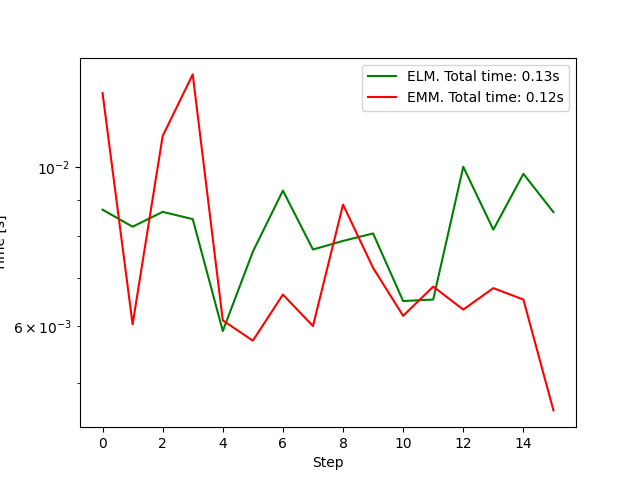 ELM. Total time: 0.13s
EMM. Total time: 0.12s
10⁻²
6 × 10⁻³
0 2 4 6 8 10 12 14
Step